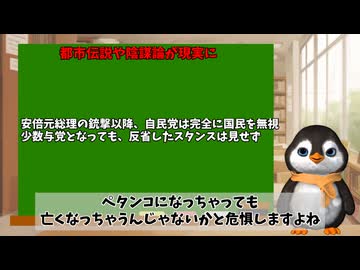 都市伝説や陰謀論が現実に
安倍元総理の銃撃以降、自民党は完全に国民を無視
少数与党となっても、反省したスタンスは見せず
ペタンコになっちゃっても
亡くなっちゃうんじゃないかと危惧しますよね